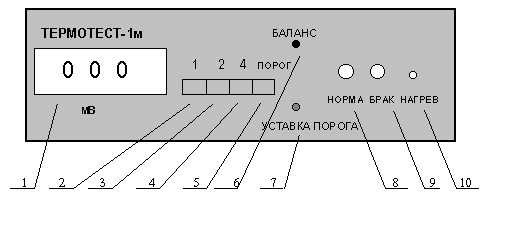 ТЕРМОТЕСТ-1м
БАЛАНС
1 2 4 ПОРОГ
0 0 0
НОРМА БРАК НАГРЕВ
мВ
УСТАВКА ПОРОГА
1 2 3 4 5 6 7 8 9 10